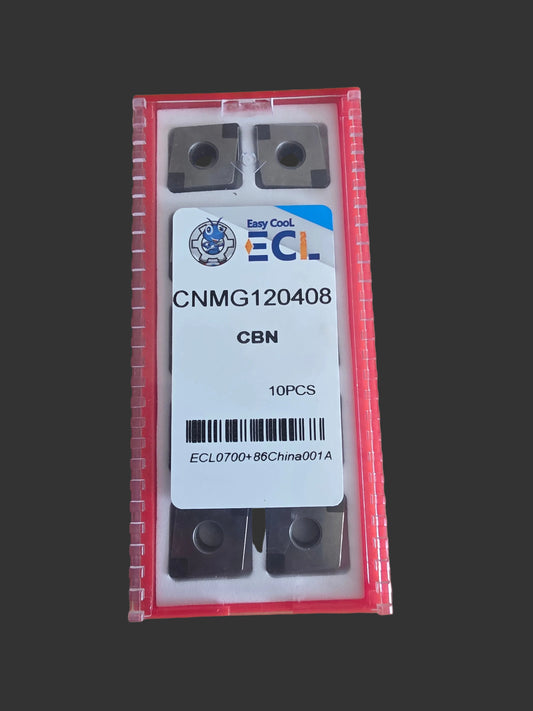 Easy CooL
ECL
CNMG120408
CBN
10PCS
ECL0700+86China001A